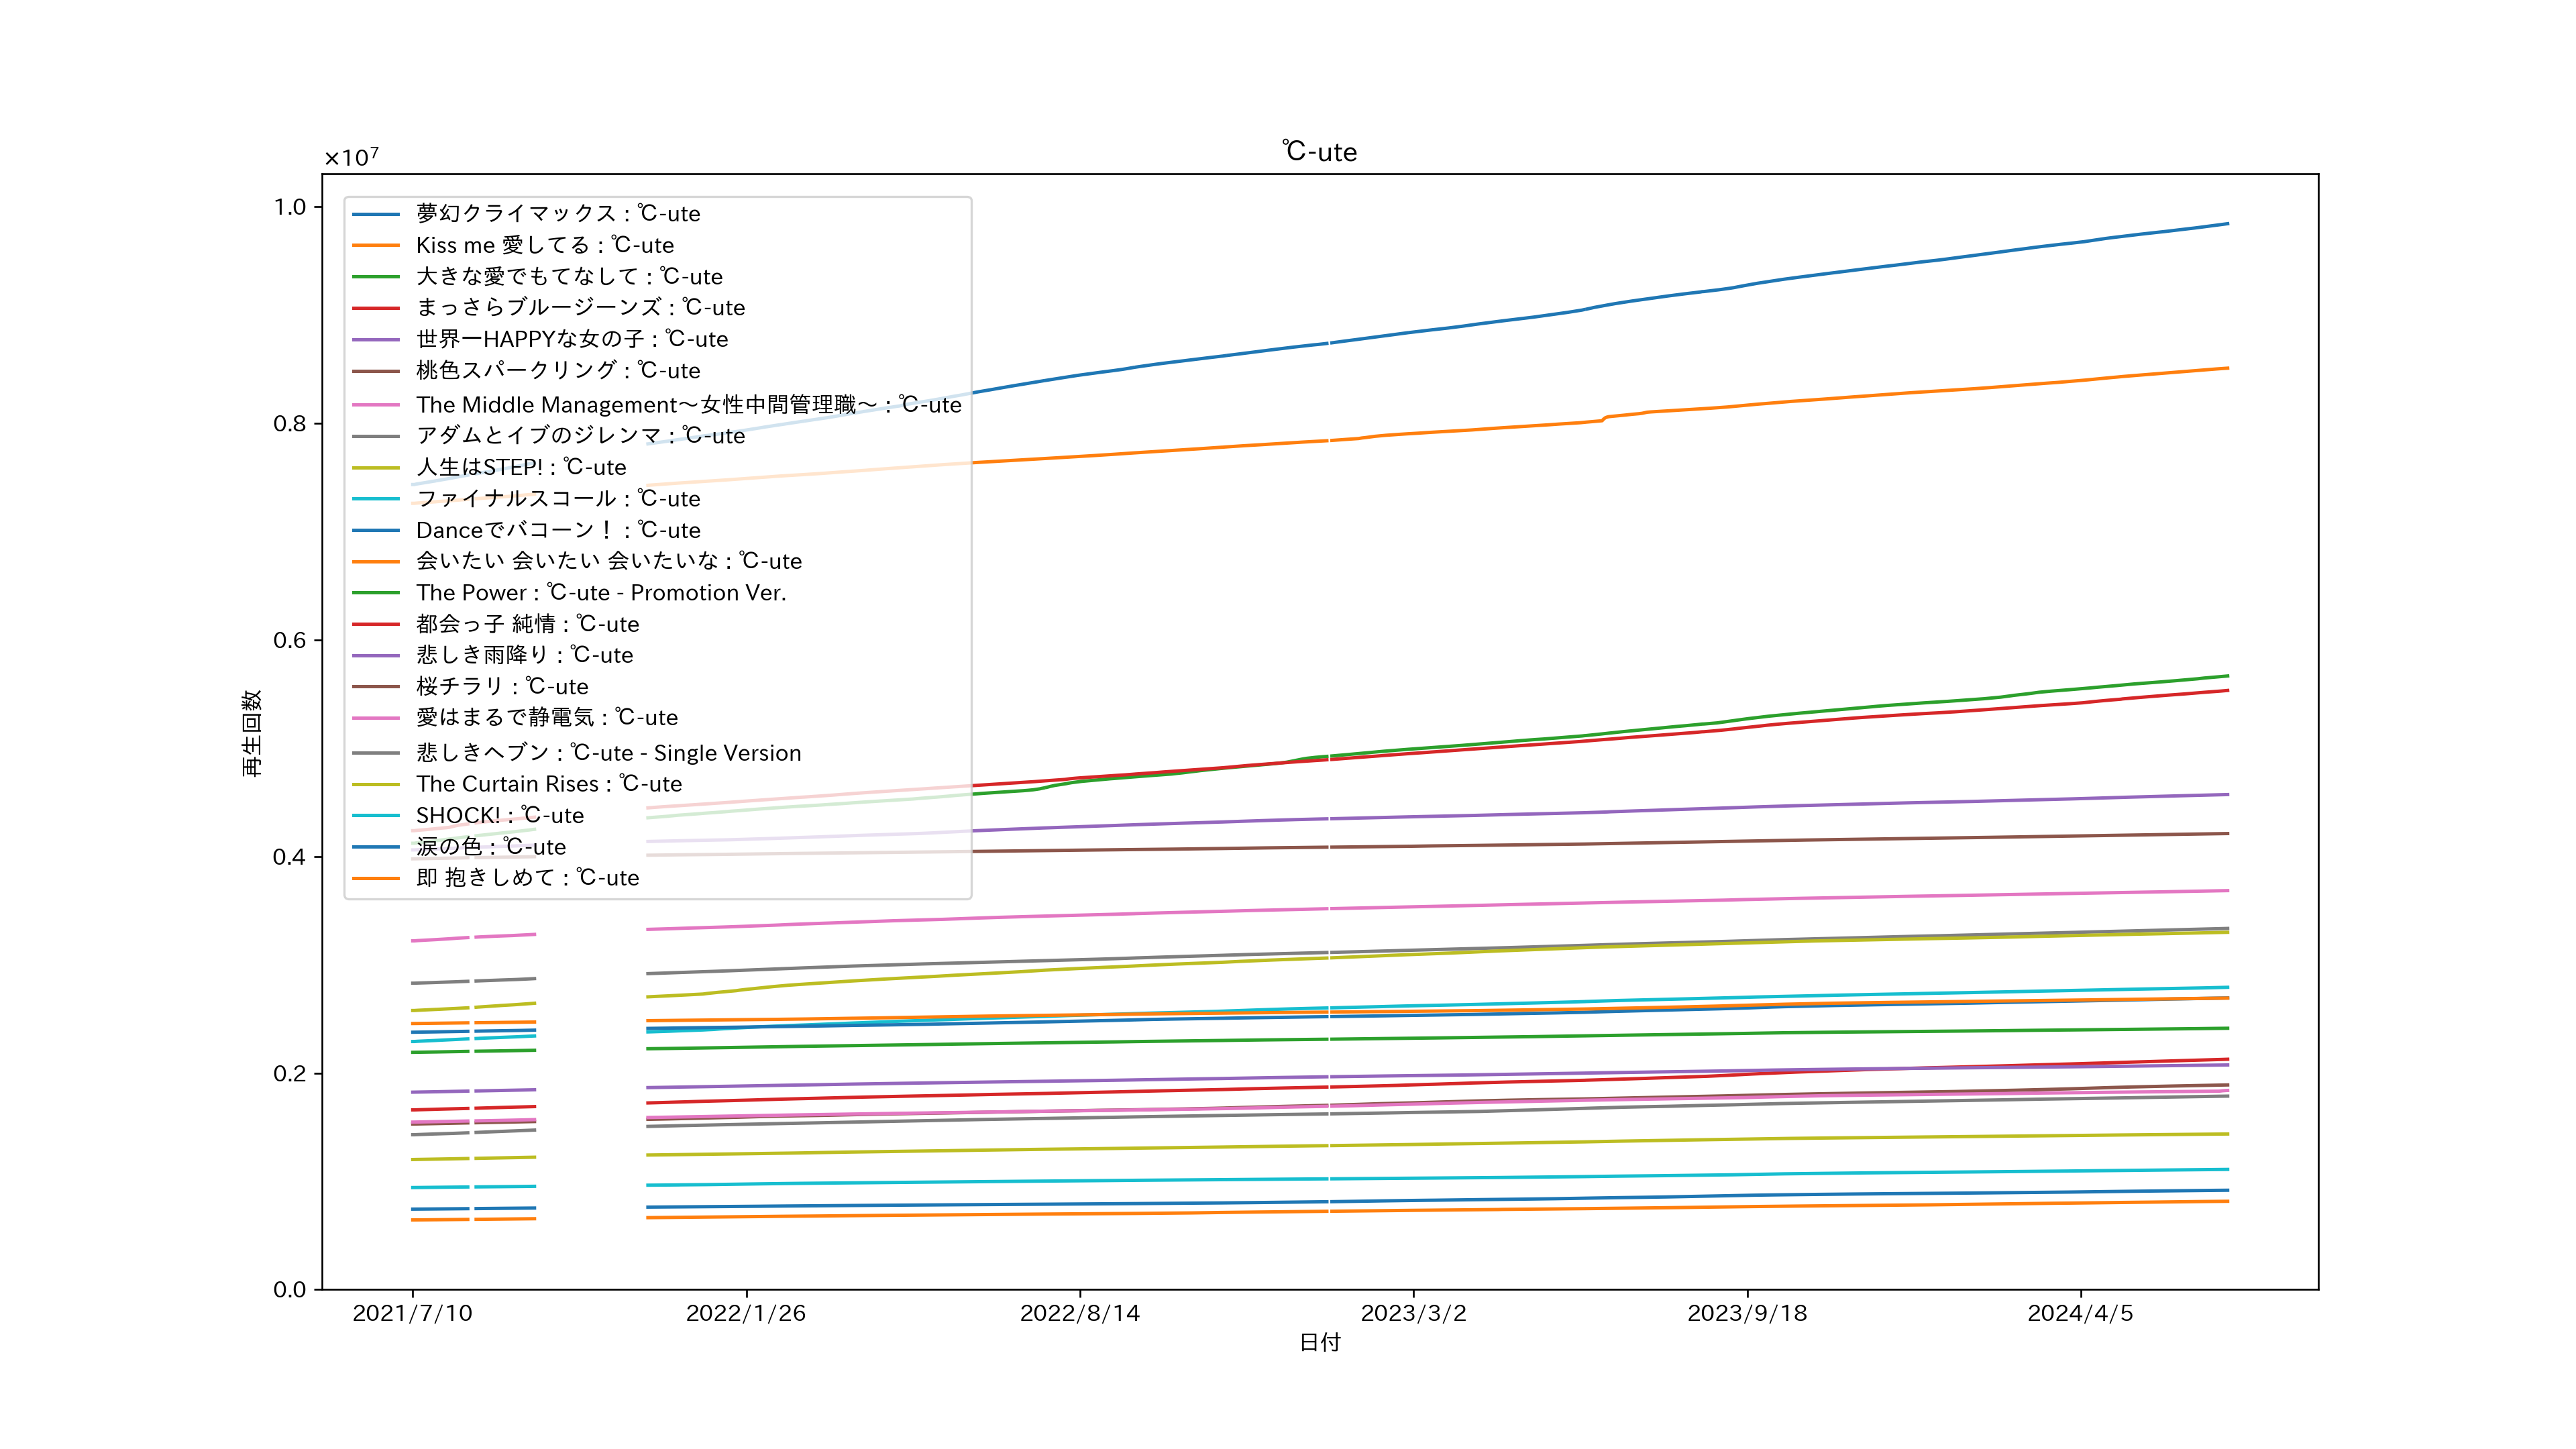 ℃-ute
×10⁷
1.0
0.8
0.6
0.4
0.2
0.0
再生回数
夢幻クライマックス : ℃-ute
Kiss me 愛してる : ℃-ute
大きな愛でもてなして : ℃-ute
まっさらブルージーンズ : ℃-ute
世界一HAPPYな女の子 : ℃-ute
桃色スパークリング : ℃-ute
The Middle Management〜女性中間管理職〜 : ℃-ute
アダムとイブのジレンマ : ℃-ute
人生はSTEP! : ℃-ute
ファイナルスコール : ℃-ute
Danceでバコーン！ : ℃-ute
会いたい 会いたい 会いたいな : ℃-ute
The Power : ℃-ute - Promotion Ver.
都会っ子 純情 : ℃-ute
悲しき雨降り : ℃-ute
桜チラリ : ℃-ute
愛はまるで静電気 : ℃-ute
悲しきヘブン : ℃-ute - Single Version
The Curtain Rises : ℃-ute
SHOCK! : ℃-ute
涙の色 : ℃-ute
即 抱きしめて : ℃-ute
2021/7/10 2022/1/26 2022/8/14 2023/3/2 2023/9/18 2024/4/5
日付